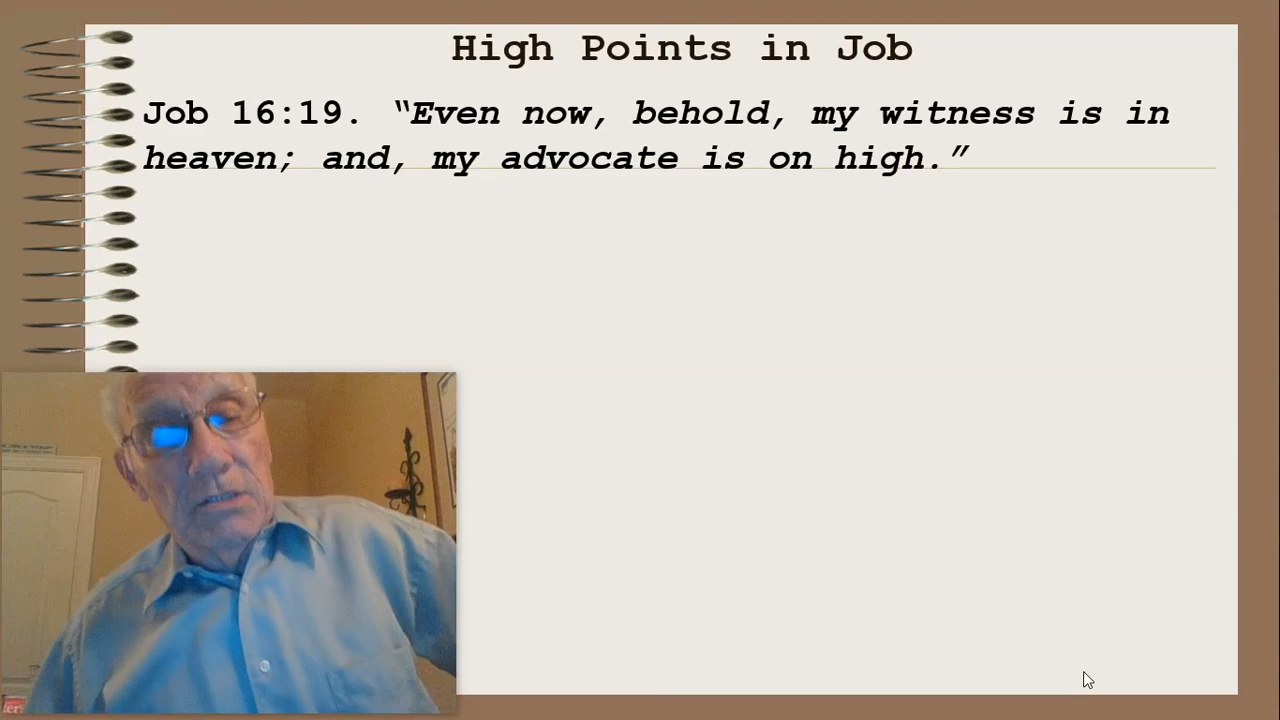 High Points in Job
Job 16:19. “Even now, behold, my witness is in
heaven; and, my advocate is on high.”